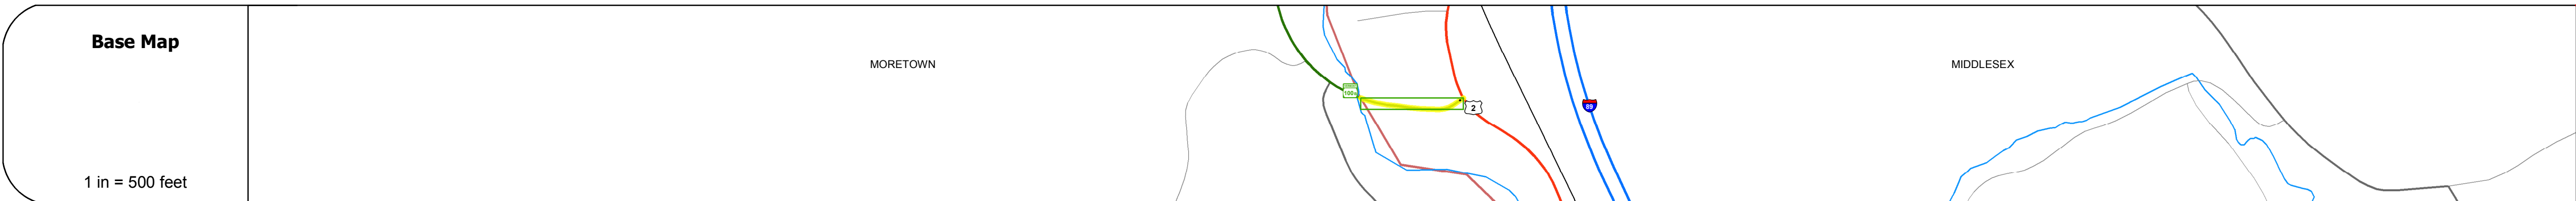 Base Map
MORETOWN
MIDDLESEX
100
2
89
1 in = 500 feet